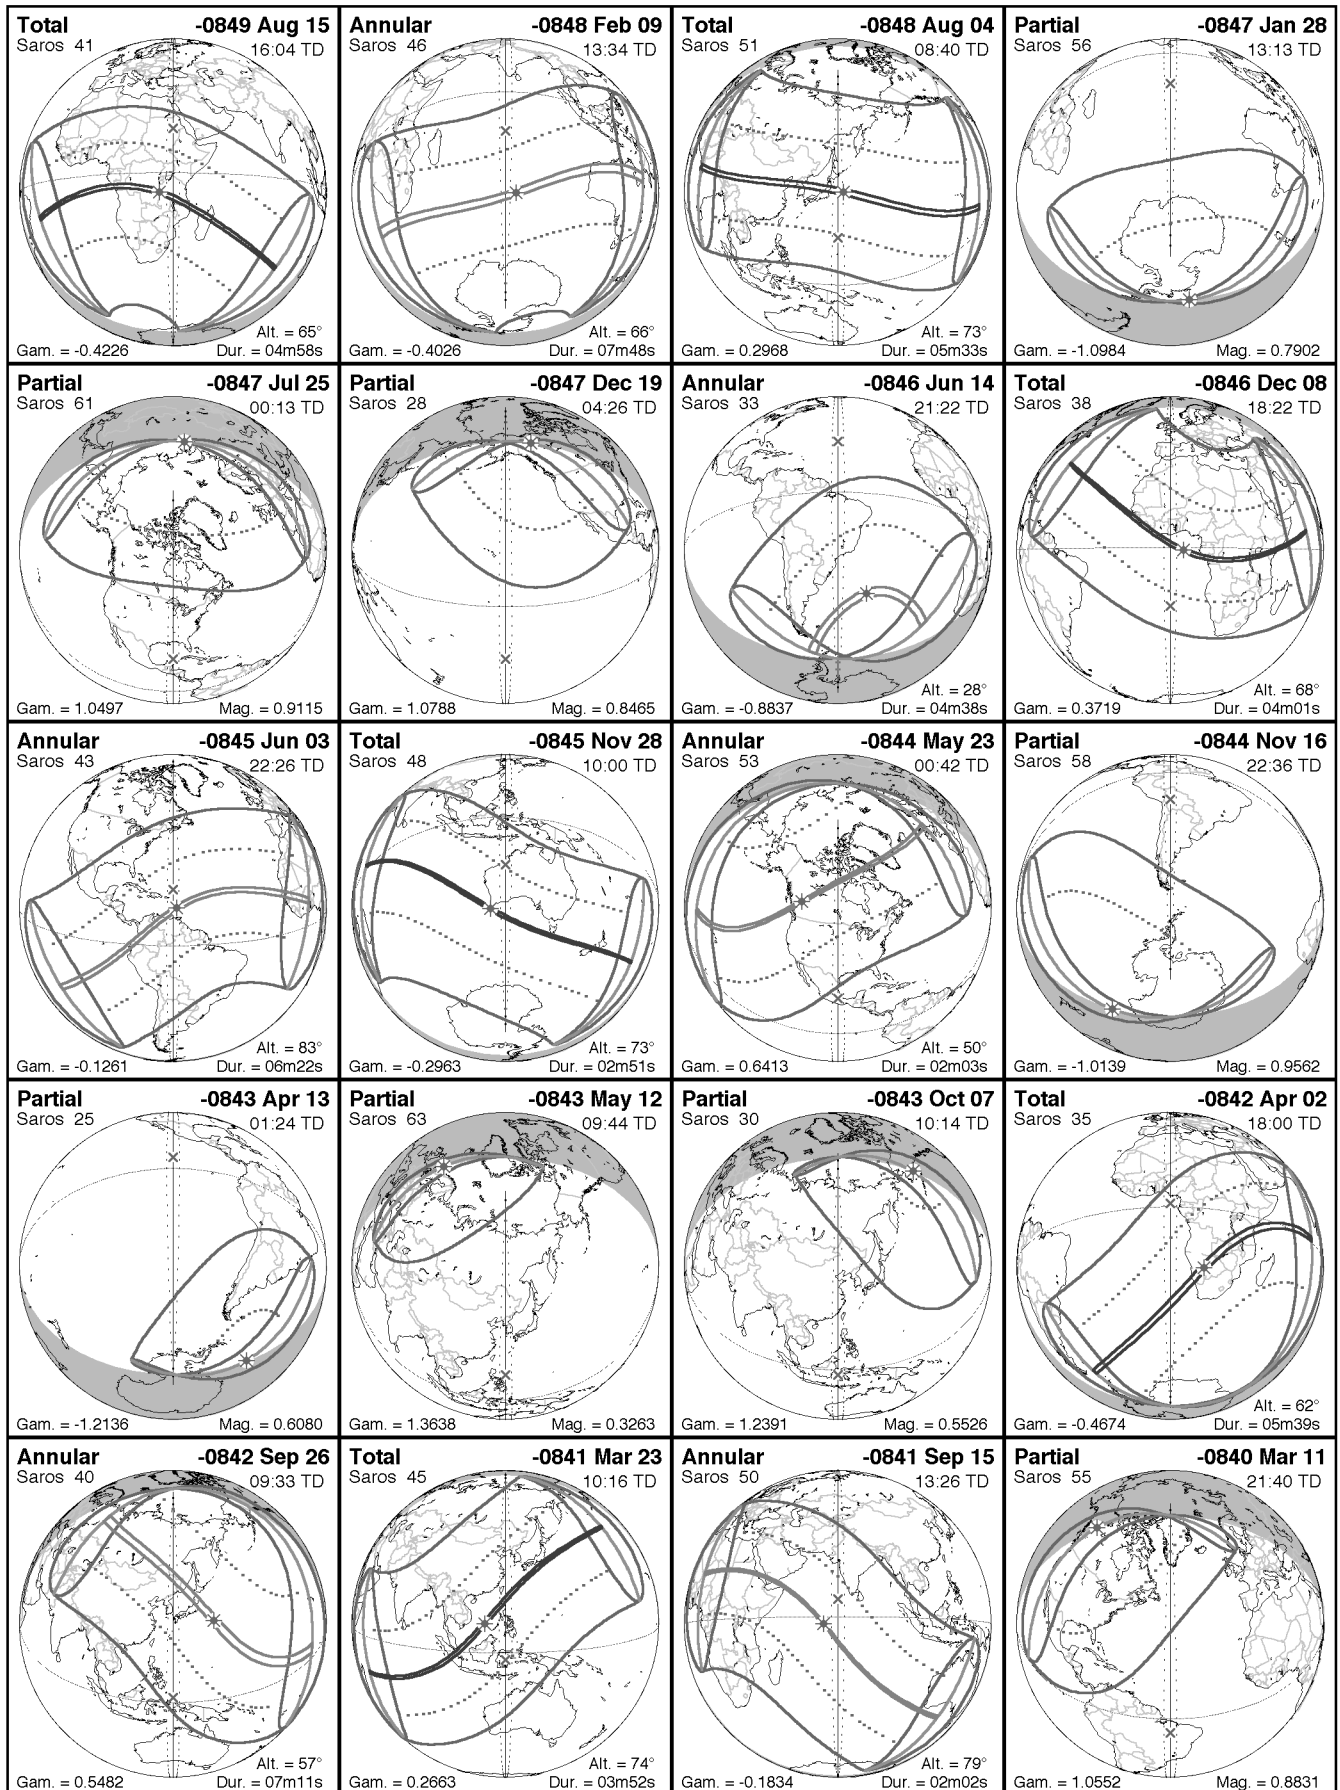 Total -0849 Aug 15
Saros 41 16:04 TD
Alt. = 65°
Gam. = -0.4226 Dur. = 04m58s
Annular -0848 Feb 09
Saros 46 13:34 TD
Alt. = 66°
Gam. = -0.4026 Dur. = 07m48s
Total -0848 Aug 04
Saros 51 08:40 TD
Alt. = 73°
Gam. = 0.2968 Dur. = 05m33s
Partial -0847 Jan 28
Saros 56 13:13 TD
Gam. = -1.0984 Mag. = 0.7902
Partial -0847 Jul 25
Saros 61 00:13 TD
Gam. = 1.0497 Mag. = 0.9115
Partial -0847 Dec 19
Saros 28 04:26 TD
Gam. = 1.0788 Mag. = 0.8465
Annular -0846 Jun 14
Saros 33 21:22 TD
Alt. = 28°
Gam. = -0.8837 Dur. = 04m38s
Total -0846 Dec 08
Saros 38 18:22 TD
Alt. = 68°
Gam. = 0.3719 Dur. = 04m01s
Annular -0845 Jun 03
Saros 43 22:26 TD
Alt. = 83°
Gam. = -0.1261 Dur. = 06m22s
Total -0845 Nov 28
Saros 48 10:00 TD
Alt. = 73°
Gam. = -0.2963 Dur. = 02m51s
Annular -0844 May 23
Saros 53 00:42 TD
Alt. = 50°
Gam. = 0.6413 Dur. = 02m03s
Partial -0844 Nov 16
Saros 58 22:36 TD
Gam. = -1.0139 Mag. = 0.9562
Partial -0843 Apr 13
Saros 25 01:24 TD
Gam. = -1.2136 Mag. = 0.6080
Partial -0843 May 12
Saros 63 09:44 TD
Gam. = 1.3638 Mag. = 0.3263
Partial -0843 Oct 07
Saros 30 10:14 TD
Gam. = 1.2391 Mag. = 0.5526
Total -0842 Apr 02
Saros 35 18:00 TD
Alt. = 62°
Gam. = -0.4674 Dur. = 05m39s
Annular -0842 Sep 26
Saros 40 09:33 TD
Alt. = 57°
Gam. = 0.5482 Dur. = 07m11s
Total -0841 Mar 23
Saros 45 10:16 TD
Alt. = 74°
Gam. = 0.2663 Dur. = 03m52s
Annular -0841 Sep 15
Saros 50 13:26 TD
Alt. = 79°
Gam. = -0.1834 Dur. = 02m02s
Partial -0840 Mar 11
Saros 55 21:40 TD
Gam. = 1.0552 Mag. = 0.8831